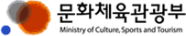 문화체육관광부
Ministry of Culture, Sports and Tourism